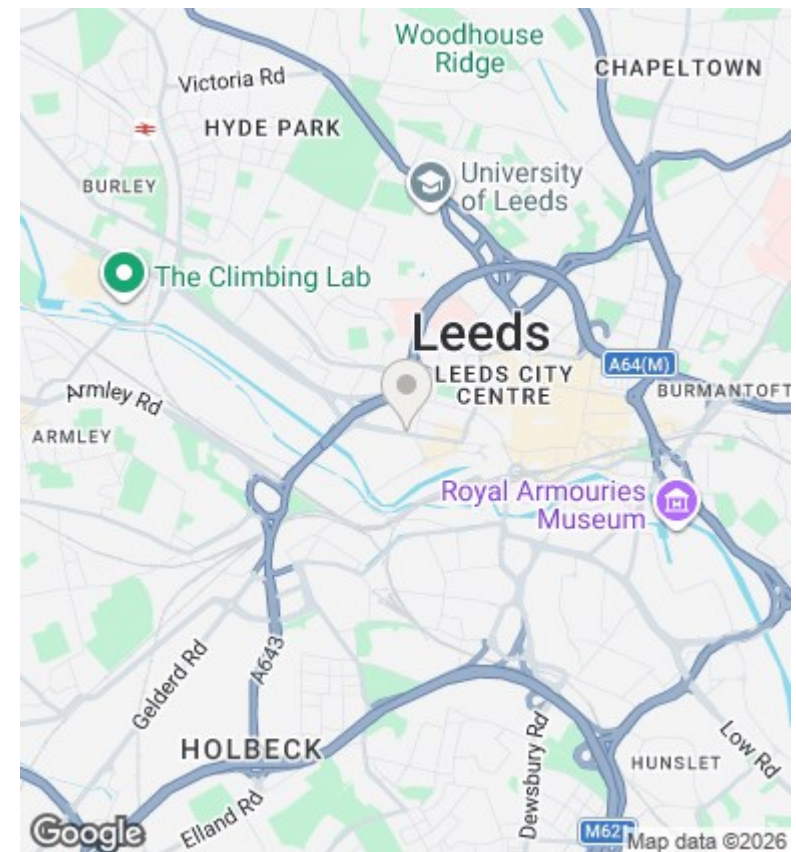 Woodhouse
Ridge
CHAPELTOWN
Victoria Rd
HYDE PARK
BURLEY
University
of Leeds
The Climbing Lab
Leeds
LEEDS CITY
CENTRE
A64(M)
BURMANTOFT
Armley Rd
ARMLEY
Royal Armouries
Museum
Gelderd Rd
A643
HOLBECK
Elland Rd
Dewsbury Rd
Low Rd
HUNSLET
M621
Google
Map data ©2026